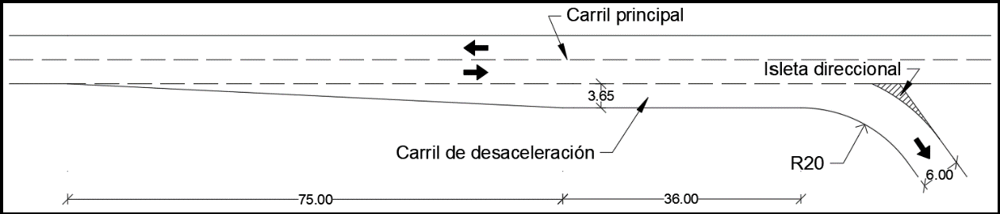 Carril principal
Isleta direccional
3.65
Carril de desaceleración
R20
6.00
75.00
36.00